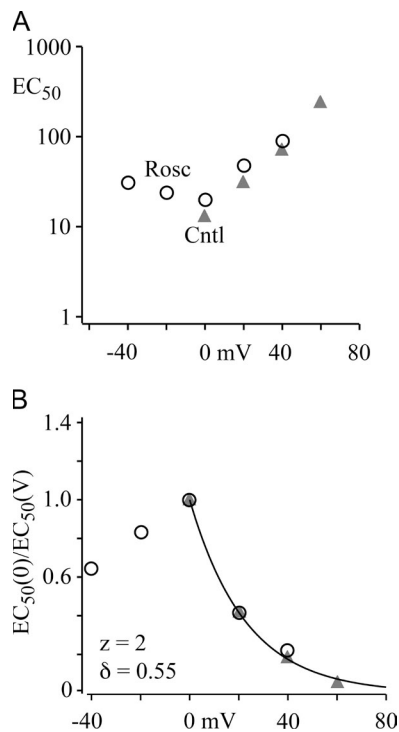 A
1000
EC50
100
Rosc
10
Cntl
1
-40
0 mV
40
80
B
1.4
EC50(0)/EC50(V)
1.0
0.6
z = 2
δ = 0.55
0
-40
0 mV
40
80